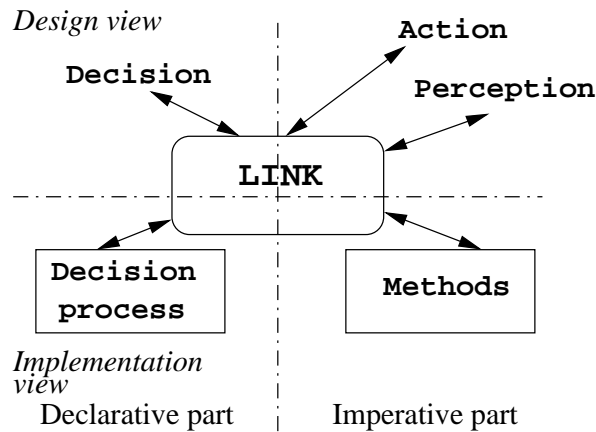 Design view
Action
Decision
Perception
LINK
Decision
process
Methods
Implementation
view
Declarative part
Imperative part